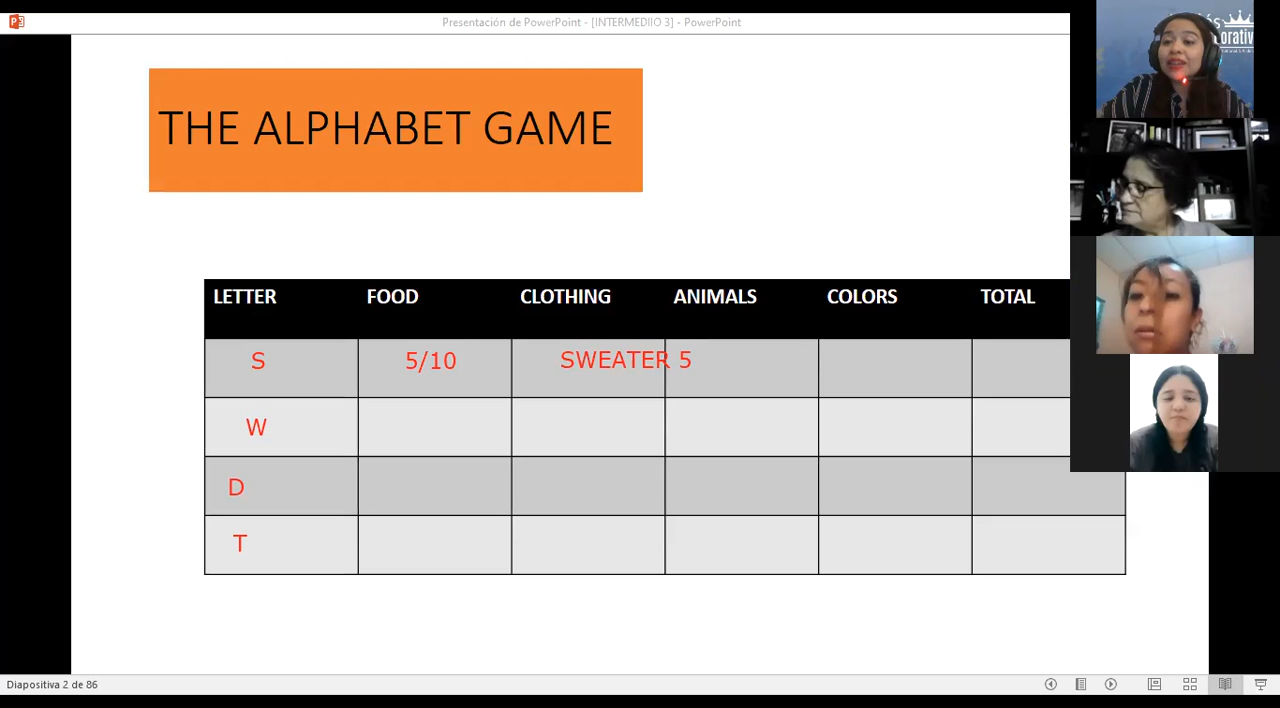 Presentación de PowerPoint - [INTERMEDIIO 3] - PowerPoint
THE ALPHABET GAME
LETTER FOOD CLOTHING ANIMALS COLORS TOTAL
S 5/10 SWEATER 5
W
D
T
Diapositiva 2 de 86